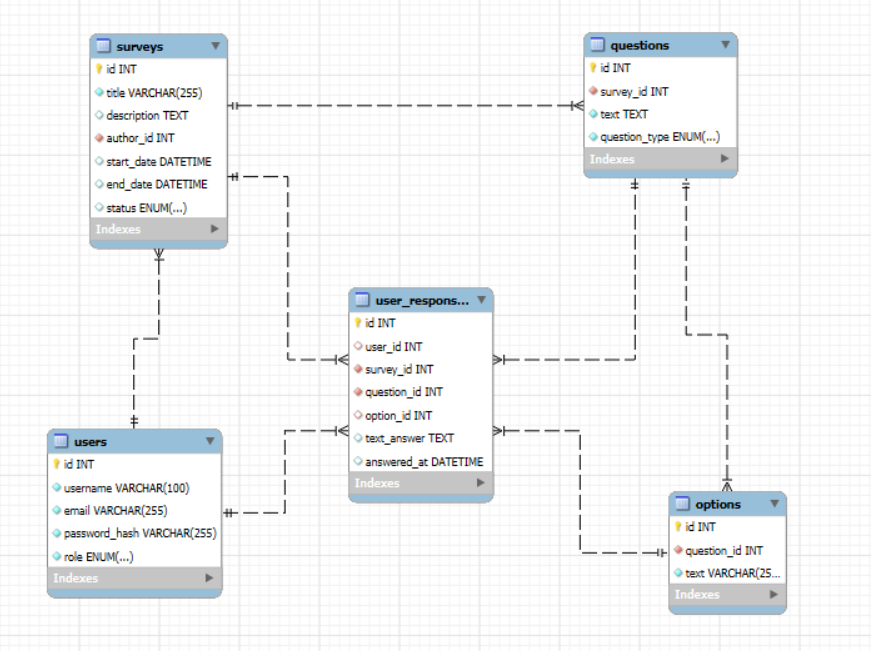 surveys
id INT
title VARCHAR(255)
description TEXT
author_id INT
start_date DATETIME
end_date DATETIME
status ENUM(...)
Indexes
questions
id INT
survey_id INT
text TEXT
question_type ENUM(...)
Indexes
user_respons...
id INT
user_id INT
survey_id INT
question_id INT
option_id INT
text_answer TEXT
answered_at DATETIME
Indexes
users
id INT
username VARCHAR(100)
email VARCHAR(255)
password_hash VARCHAR(255)
role ENUM(...)
Indexes
options
id INT
question_id INT
text VARCHAR(25...
Indexes